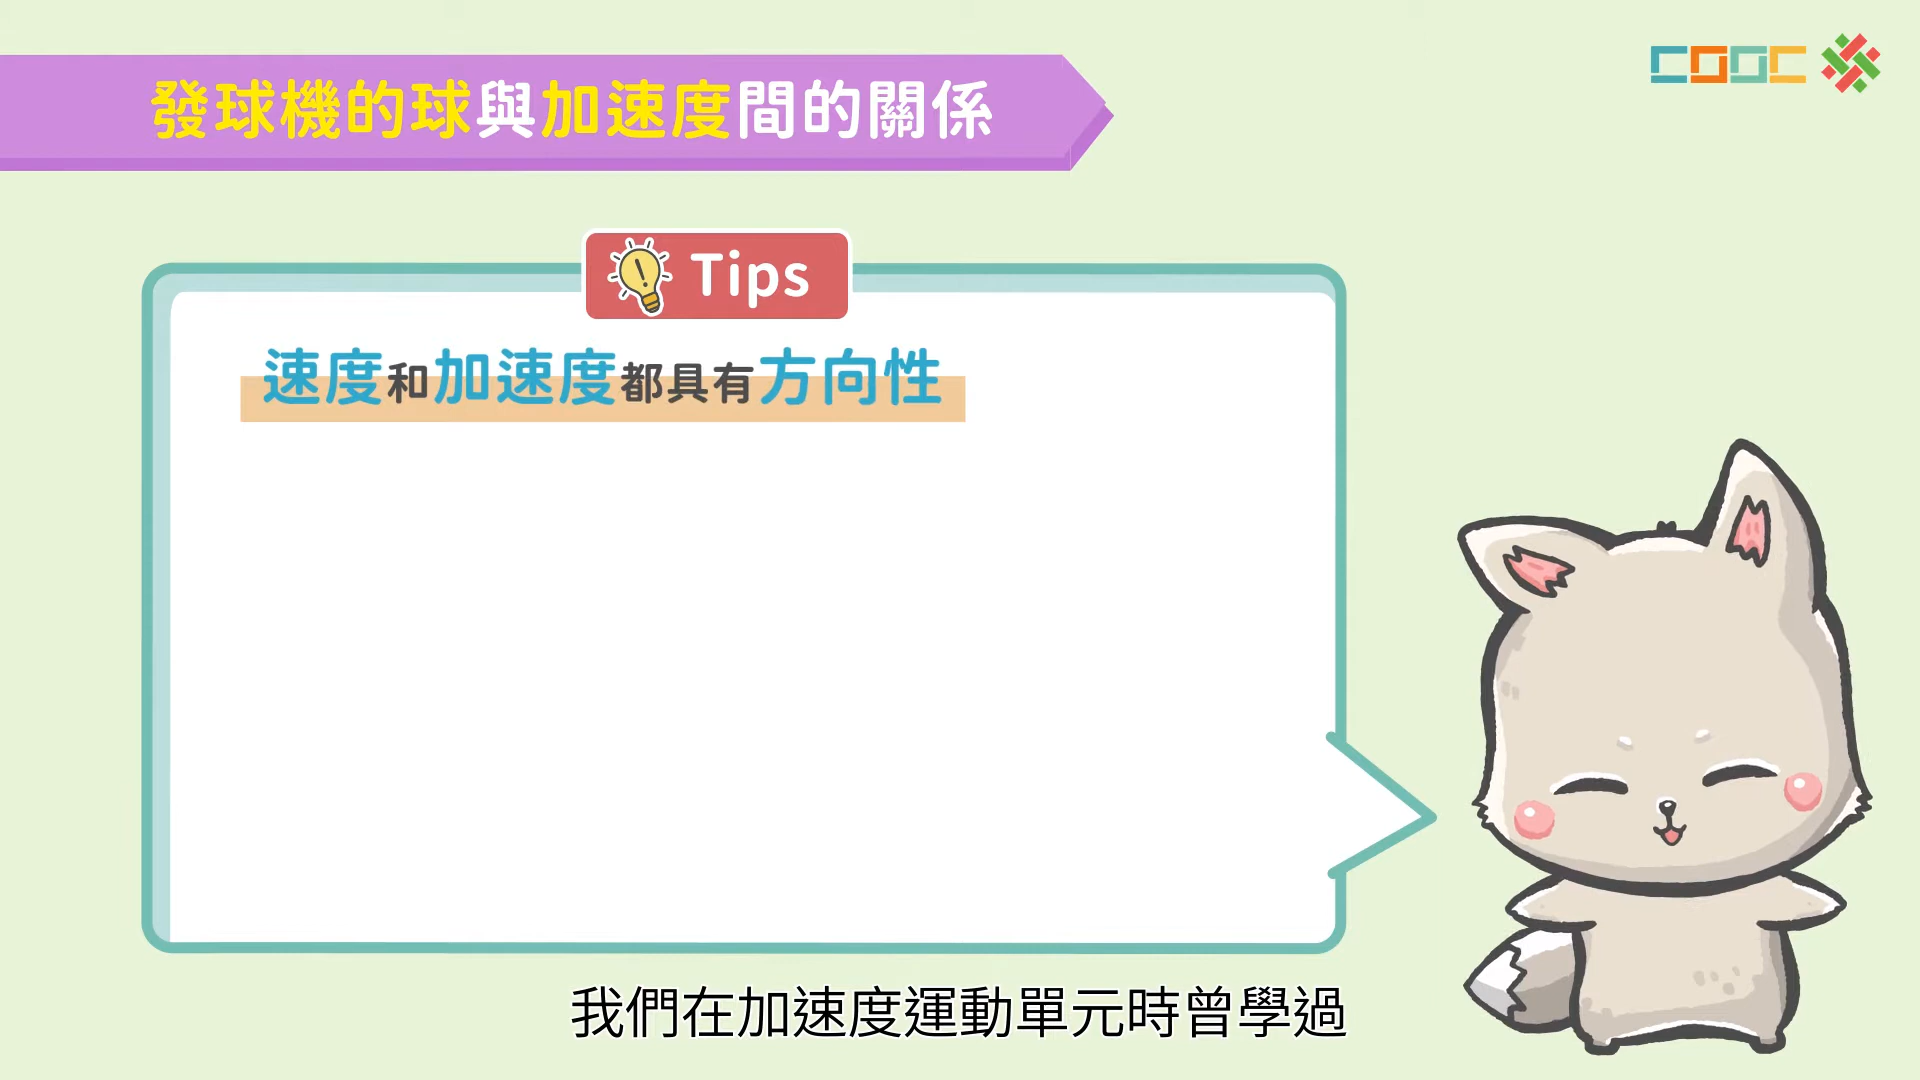 發球機的球與加速度間的關係
COOC
Tips
速度和加速度都具有方向性
我們在加速度運動單元時曾學過